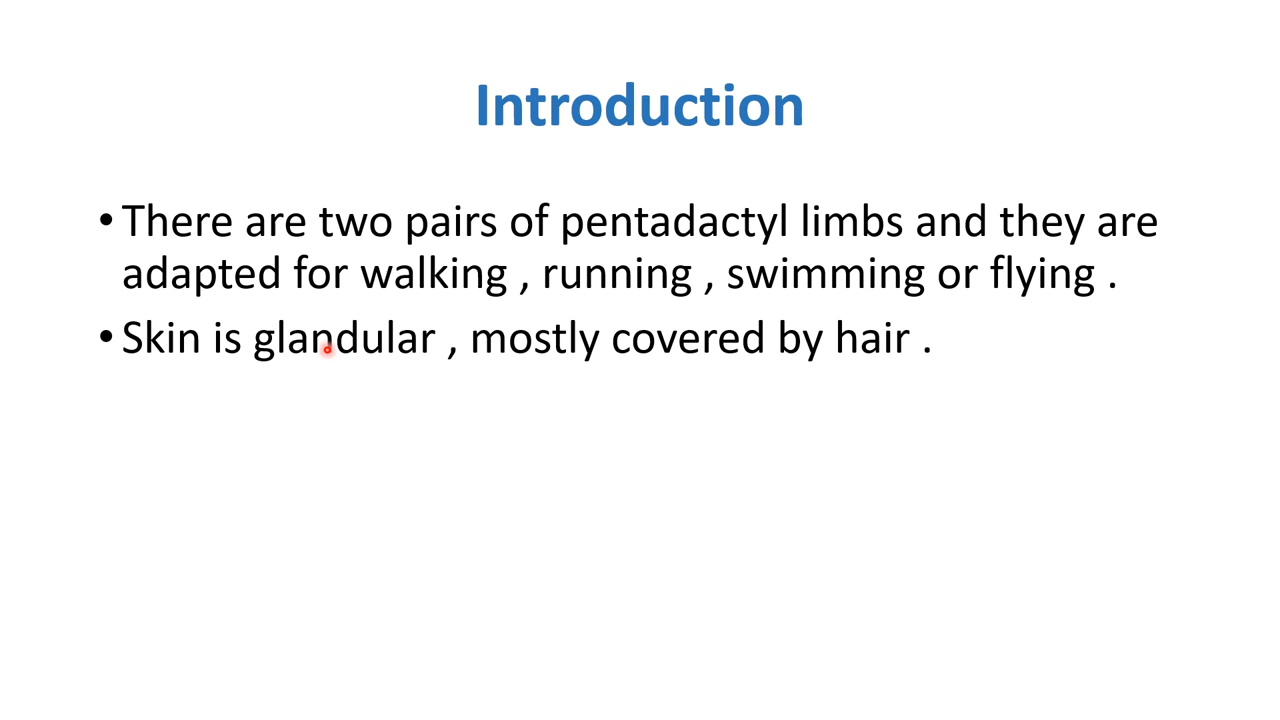 Introduction
• There are two pairs of pentadactyl limbs and they are
adapted for walking , running , swimming or flying .
• Skin is glandular , mostly covered by hair .